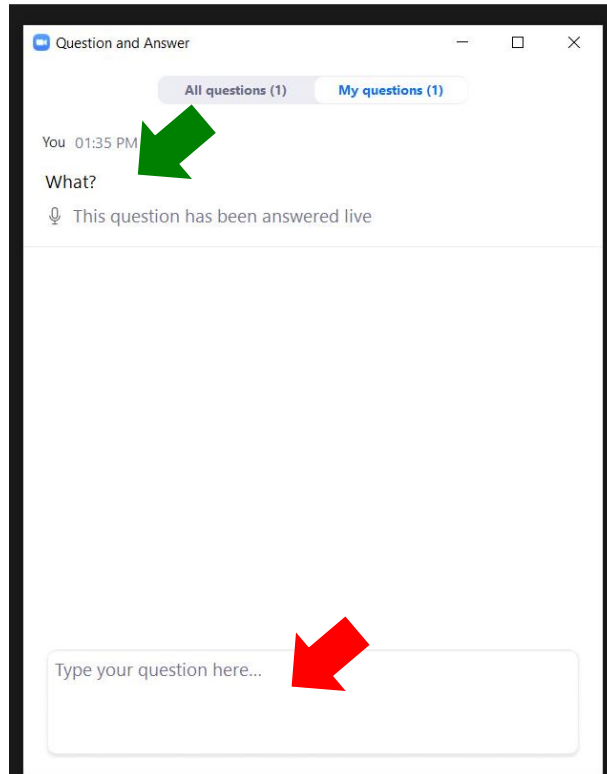 Question and Answer
All questions (1) My questions (1)
You 01:35 PM
What?
This question has been answered live
Type your question here...